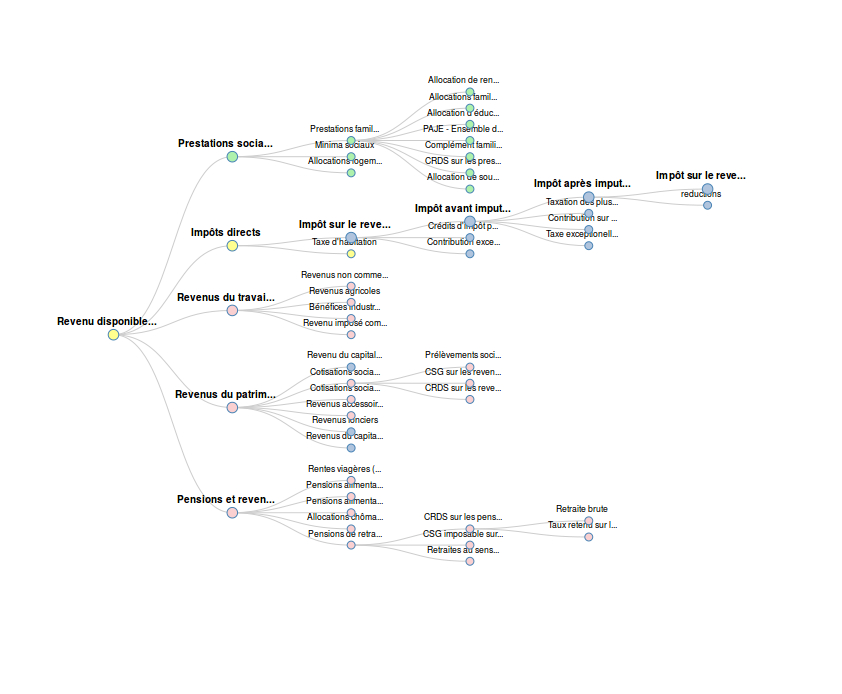 Revenu disponible...
Prestations socia...
Prestations famil...
Allocation de ren...
Allocations famil...
Allocation d'éduc...
PAJE - Ensemble d...
Complément famili...
CRDS sur les pres...
Allocation de sou...
Minima sociaux
Allocations logem...
Impôts directs
Impôt sur le reve...
Impôt avant imput...
Impôt après imput...
Impôt sur le reve...
reductions
Taxation des plus...
Contribution sur ...
Taxe exceptionell...
Crédits d'impôt p...
Contribution exce...
Taxe d'habitation
Revenus du travai...
Revenus non comme...
Revenus agricoles
Bénéfices industr...
Revenu imposé com...
Revenus du patrim...
Revenu du capital...
Cotisations socia...
Prélèvements soci...
CSG sur les reven...
CRDS sur les reve...
Cotisations socia...
Revenus accessoir...
Revenus fonciers
Revenus du capita...
Pensions et reven...
Rentes viagères (...
Pensions alimenta...
Pensions alimenta...
Allocations chôma...
Pensions de retra...
CRDS sur les pens...
Retraite brute
Taux retenu sur l...
CSG imposable sur...
Retraites au sens...